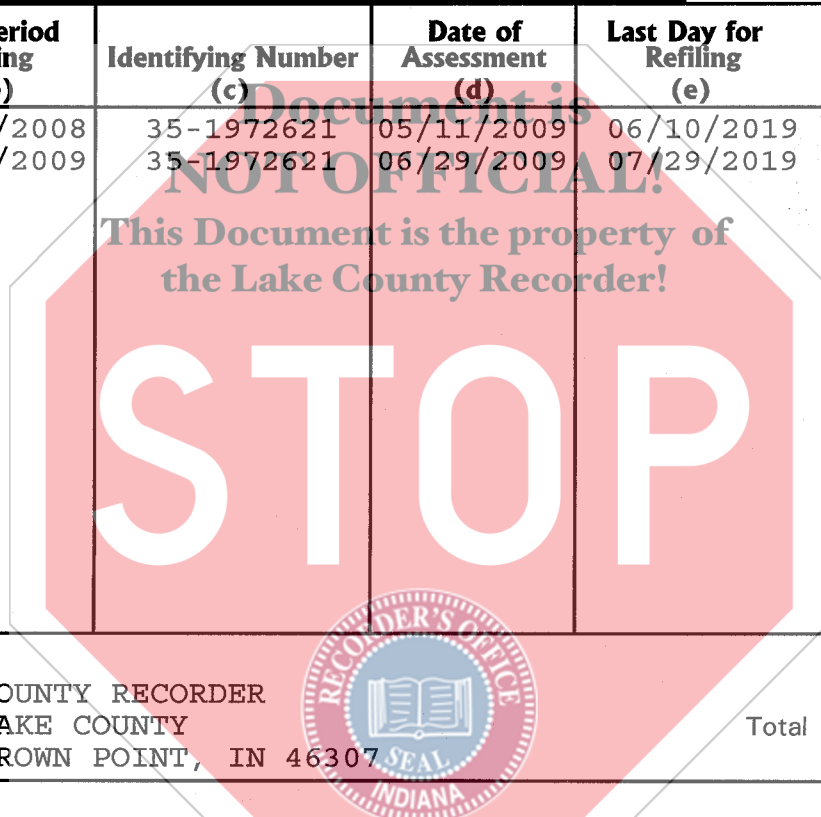 eriod Date of Last Day for
ing Identifying Number Assessment Refiling
) (c) (d) (e)
Document is
/2008 35-1972621 05/11/2009 06/10/2019
/2009 35-1972621 06/29/2009 07/29/2019
NOT OFFICIAL!
This Document is the property of
the Lake County Recorder!
STOP
RECORDER'S OFFICE
SEAL
INDIANA
OUNTY RECORDER
AKE COUNTY Total
ROWN POINT, IN 46307